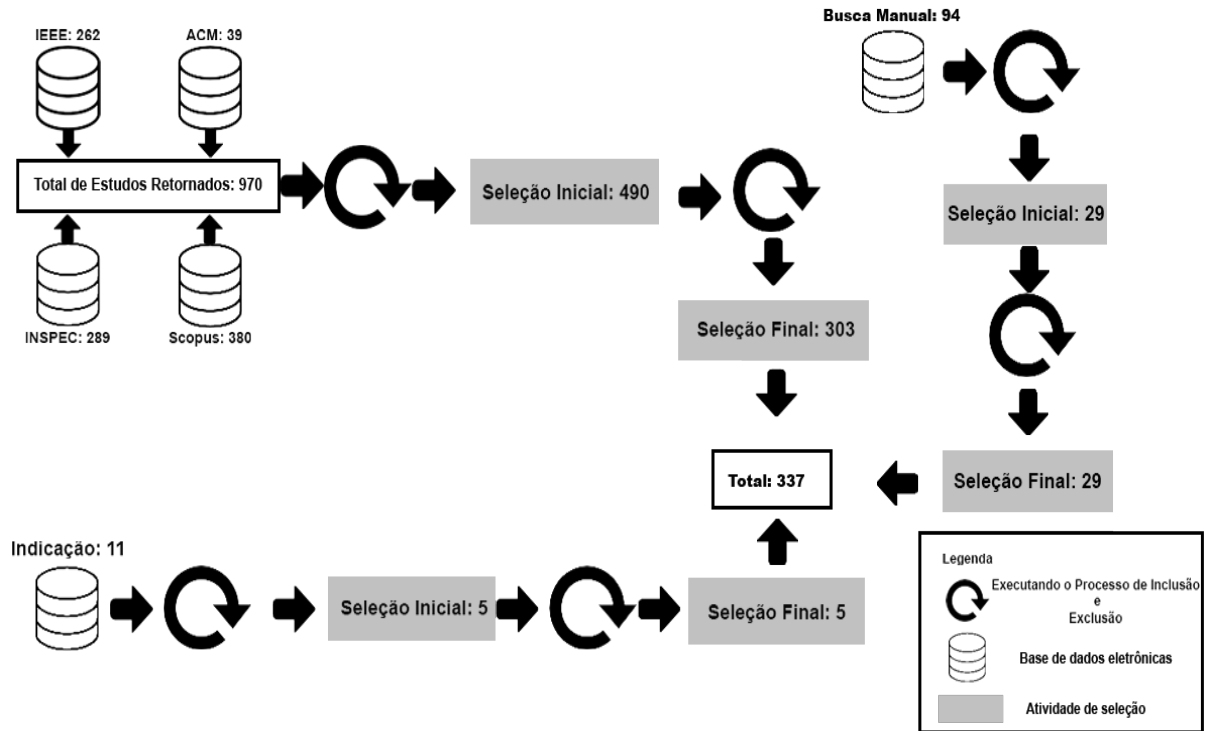 IEEE: 262
ACM: 39
Total de Estudos Retornados: 970
INSPEC: 289
Scopus: 380
Seleção Inicial: 490
Seleção Final: 303
Busca Manual: 94
Seleção Inicial: 29
Seleção Final: 29
Total: 337
Indicação: 11
Seleção Inicial: 5
Seleção Final: 5
Legenda
Executando o Processo de Inclusão
e
Exclusão
Base de dados eletrônicas
Atividade de seleção